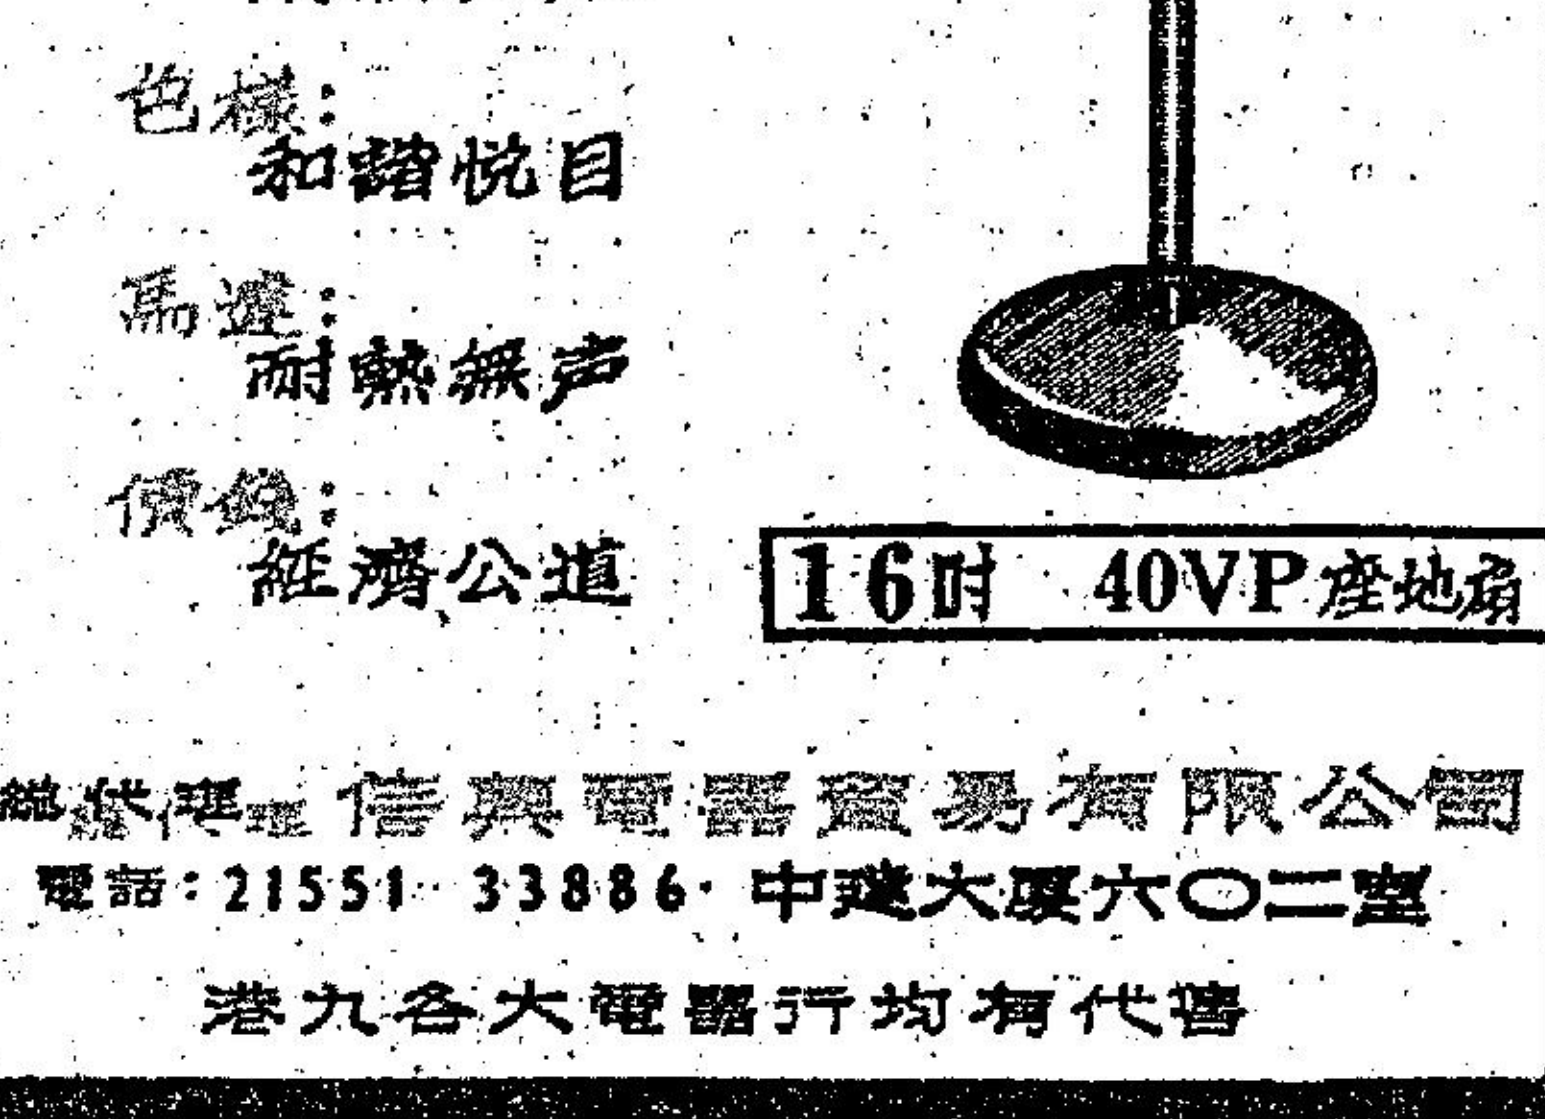 色樣：
和諧悅目
馬達：
耐熱無声
價錢：
經濟公道
16吋 40VP座地扇
總代理 信興電器貿易有限公司
電話：21551 33886 中建大厦六〇二室
港九各大電器行均有代售